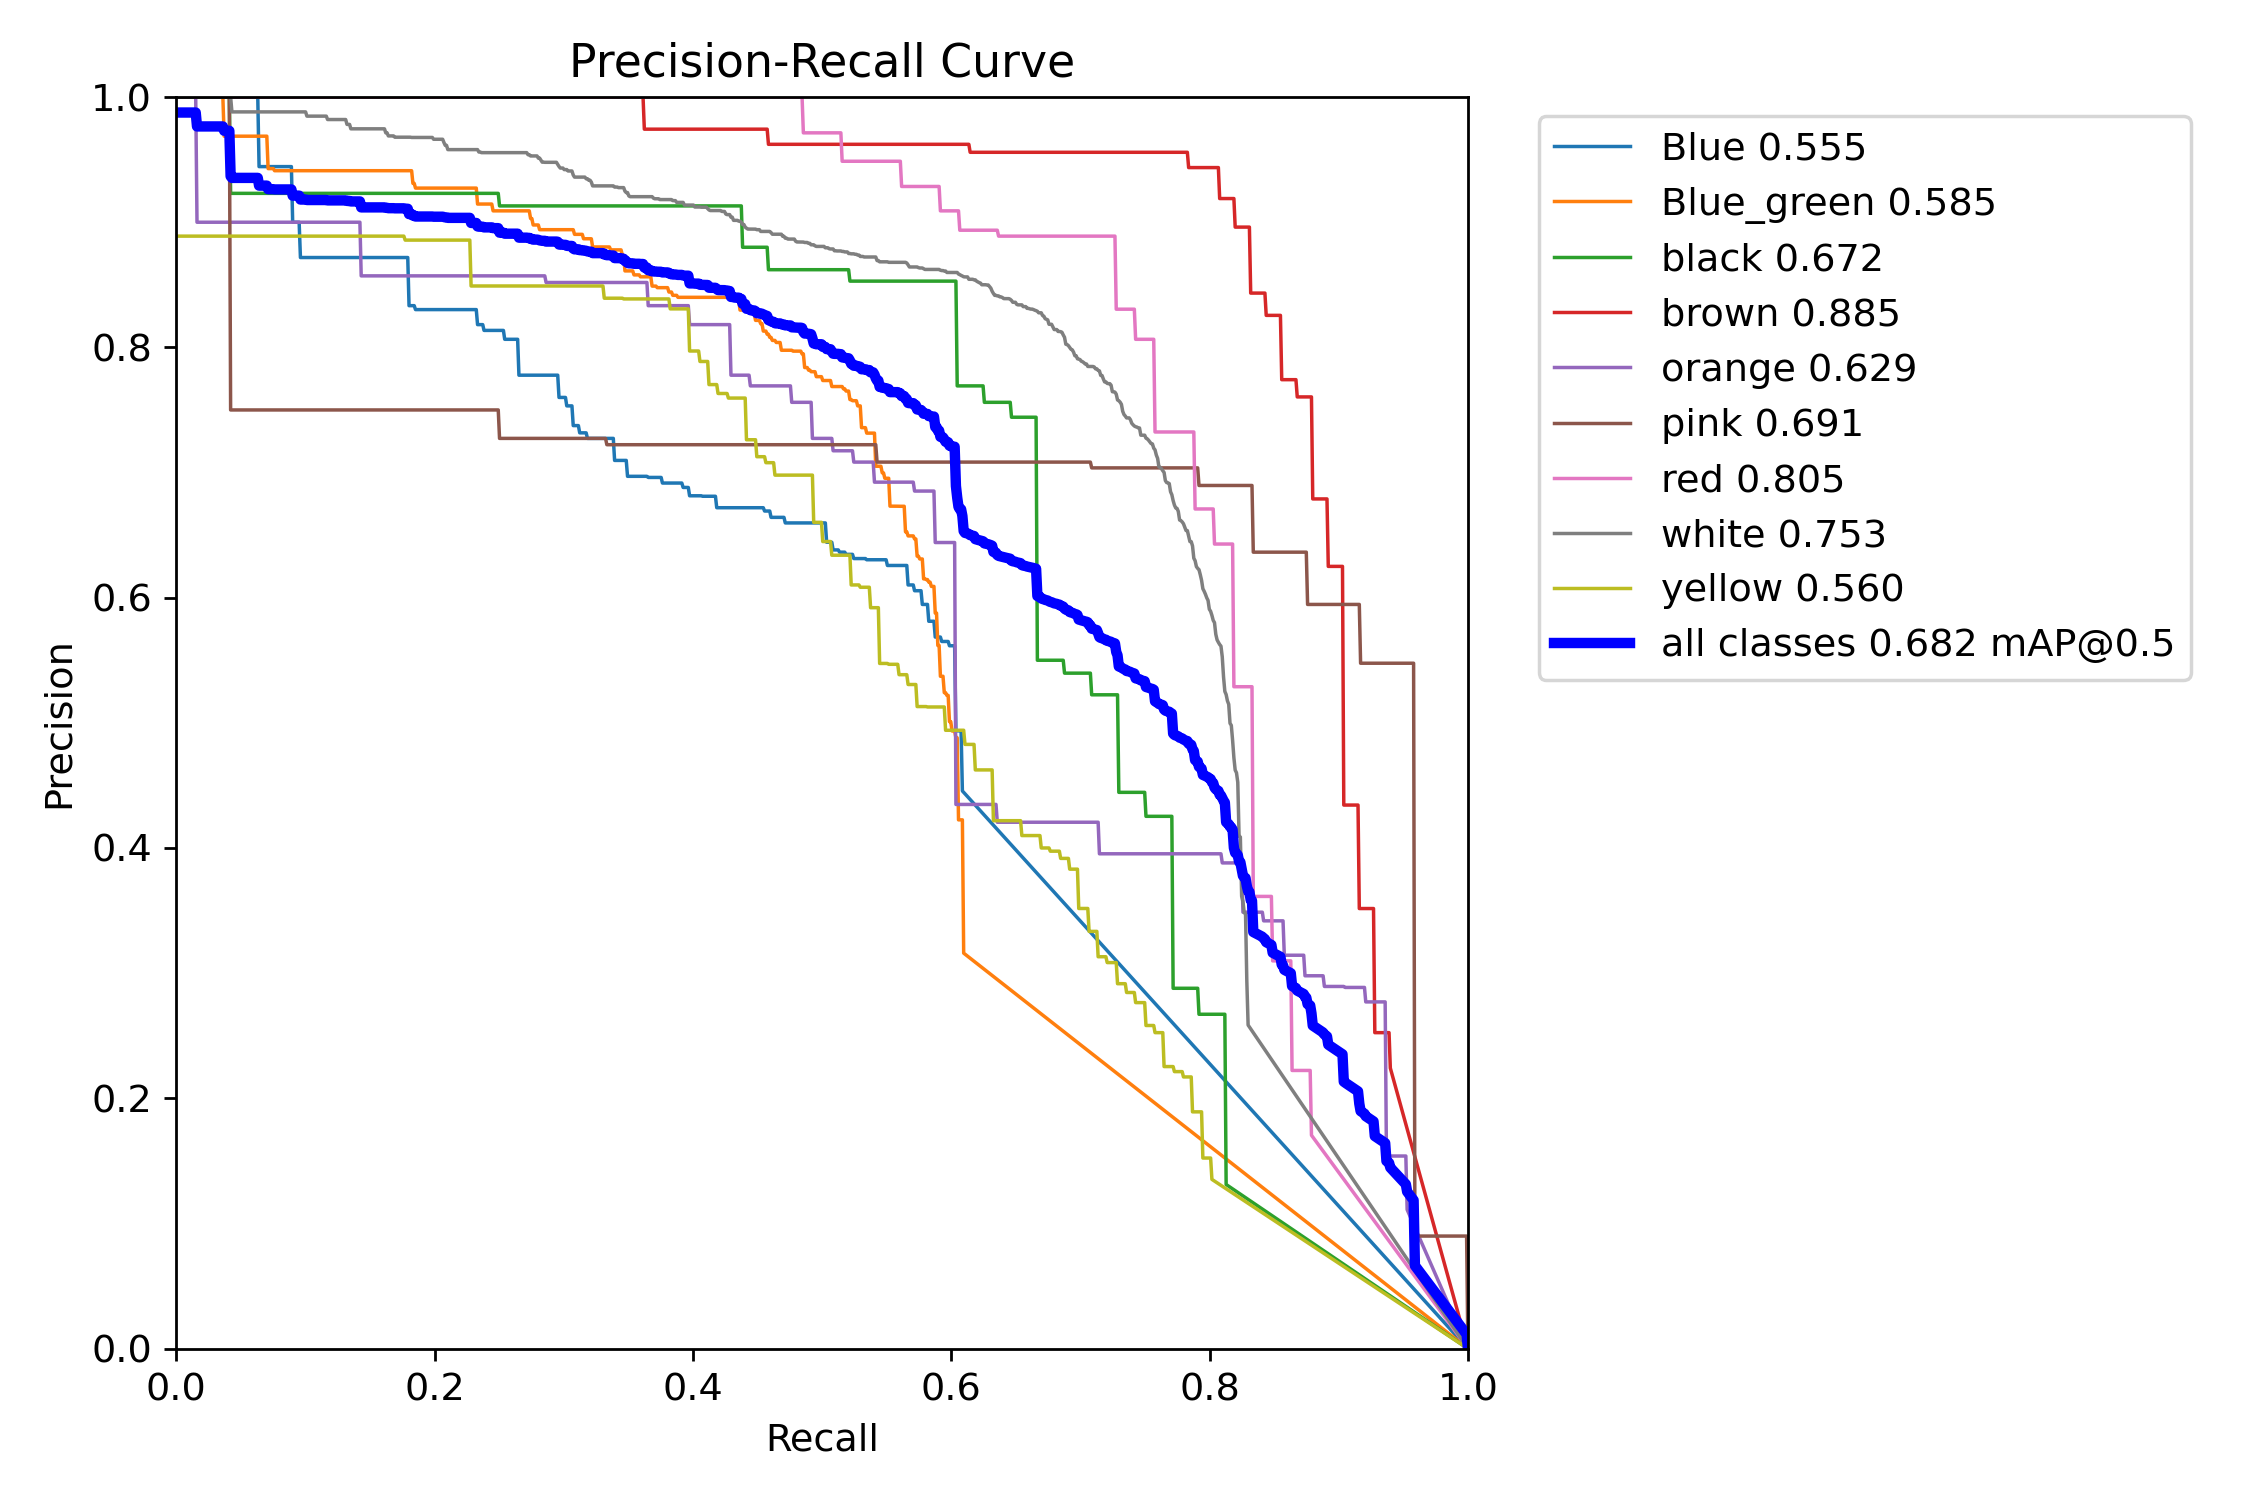 Precision-Recall Curve
1.0
0.8
0.6
0.4
0.2
0.0
Precision
0.0 0.2 0.4 0.6 0.8 1.0
Recall
Blue 0.555
Blue_green 0.585
black 0.672
brown 0.885
orange 0.629
pink 0.691
red 0.805
white 0.753
yellow 0.560
all classes 0.682 mAP@0.5